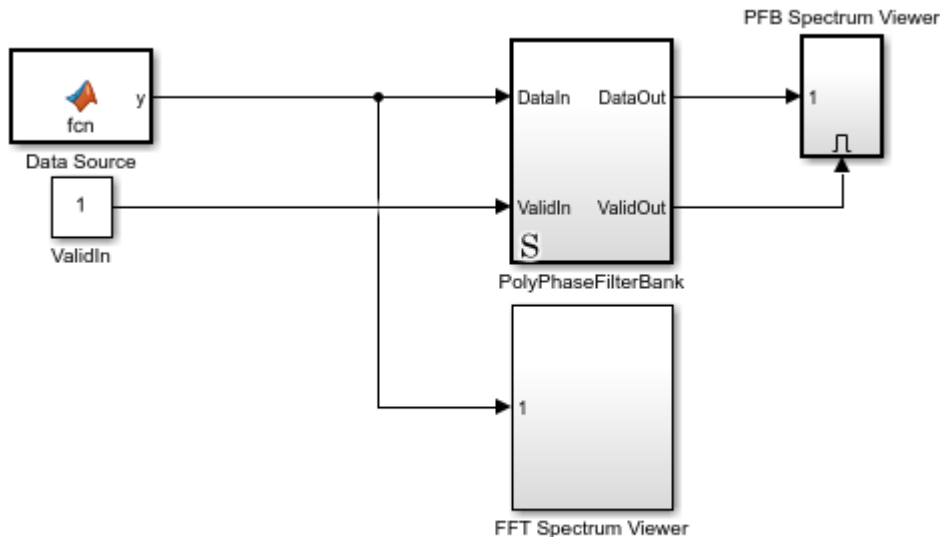 PFB Spectrum Viewer
y
fcn
Data Source
DataIn
DataOut
1
1
ValidIn
ValidIn
ValidOut
S
PolyPhaseFilterBank
1
FFT Spectrum Viewer